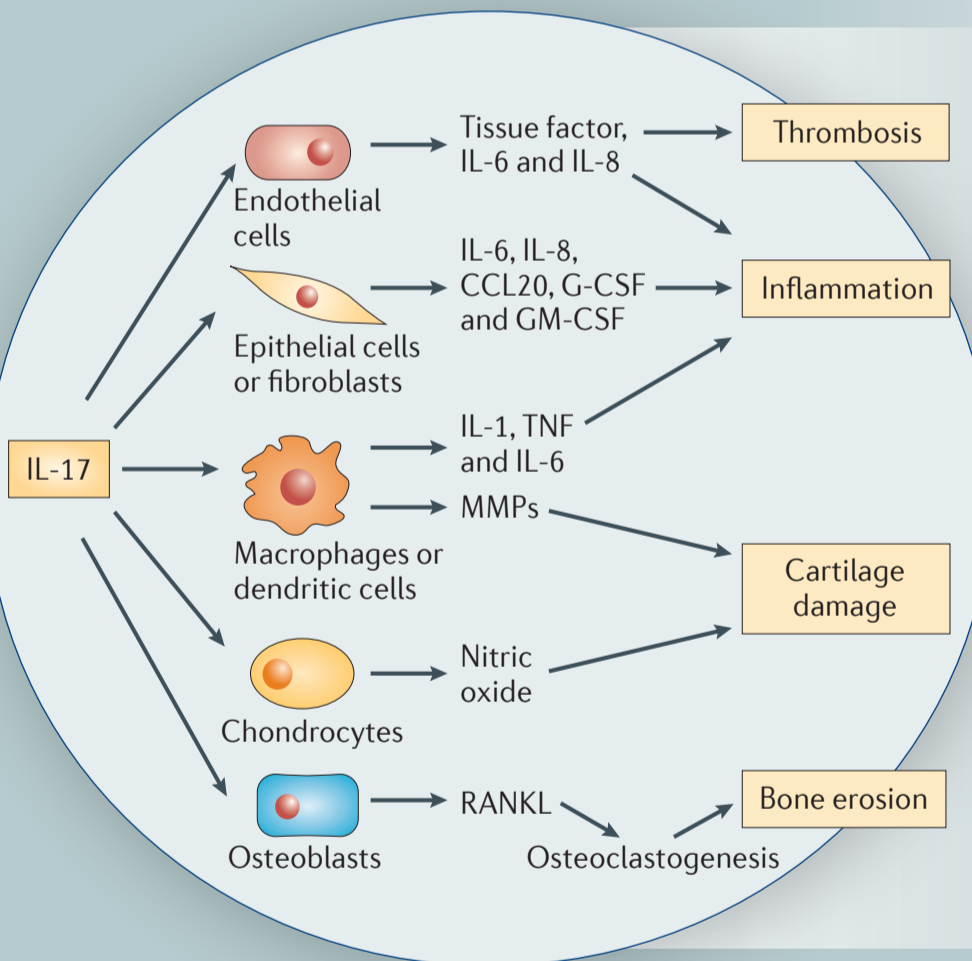 Tissue factor,
IL-6 and IL-8
Thrombosis
Endothelial
cells
IL-6, IL-8,
CCL20, G-CSF
and GM-CSF
Inflammation
Epithelial cells
or fibroblasts
IL-1, TNF
and IL-6
IL-17
MMPs
Macrophages or
dendritic cells
Cartilage
damage
Nitric
oxide
Chondrocytes
RANKL
Bone erosion
Osteoblasts
Osteoclastogenesis